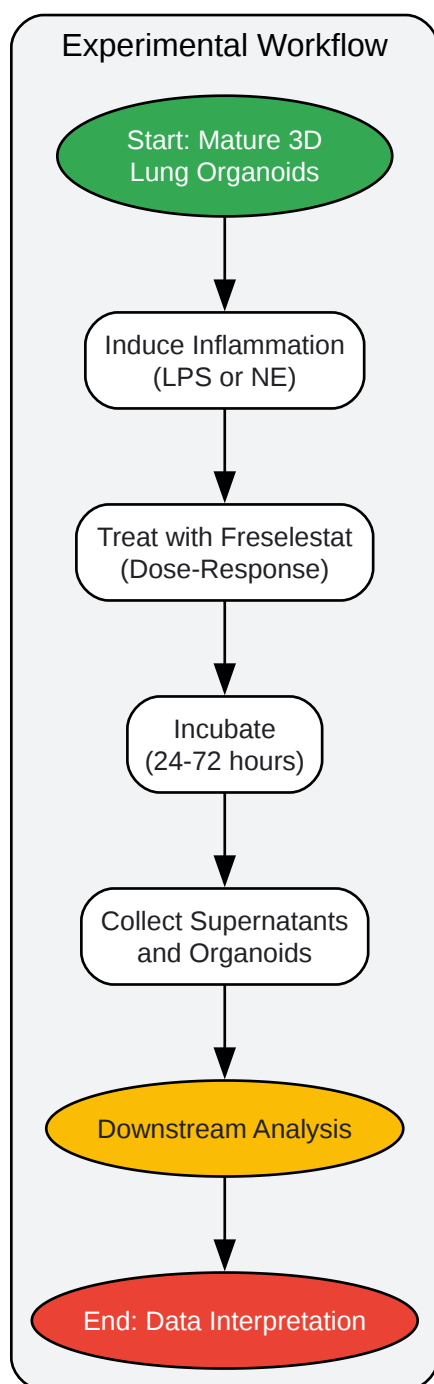 Experimental Workflow
Start: Mature 3D
Lung Organoids
Induce Inflammation
(LPS or NE)
Treat with Freselestat
(Dose-Response)
Incubate
(24-72 hours)
Collect Supernatants
and Organoids
Downstream Analysis
End: Data Interpretation